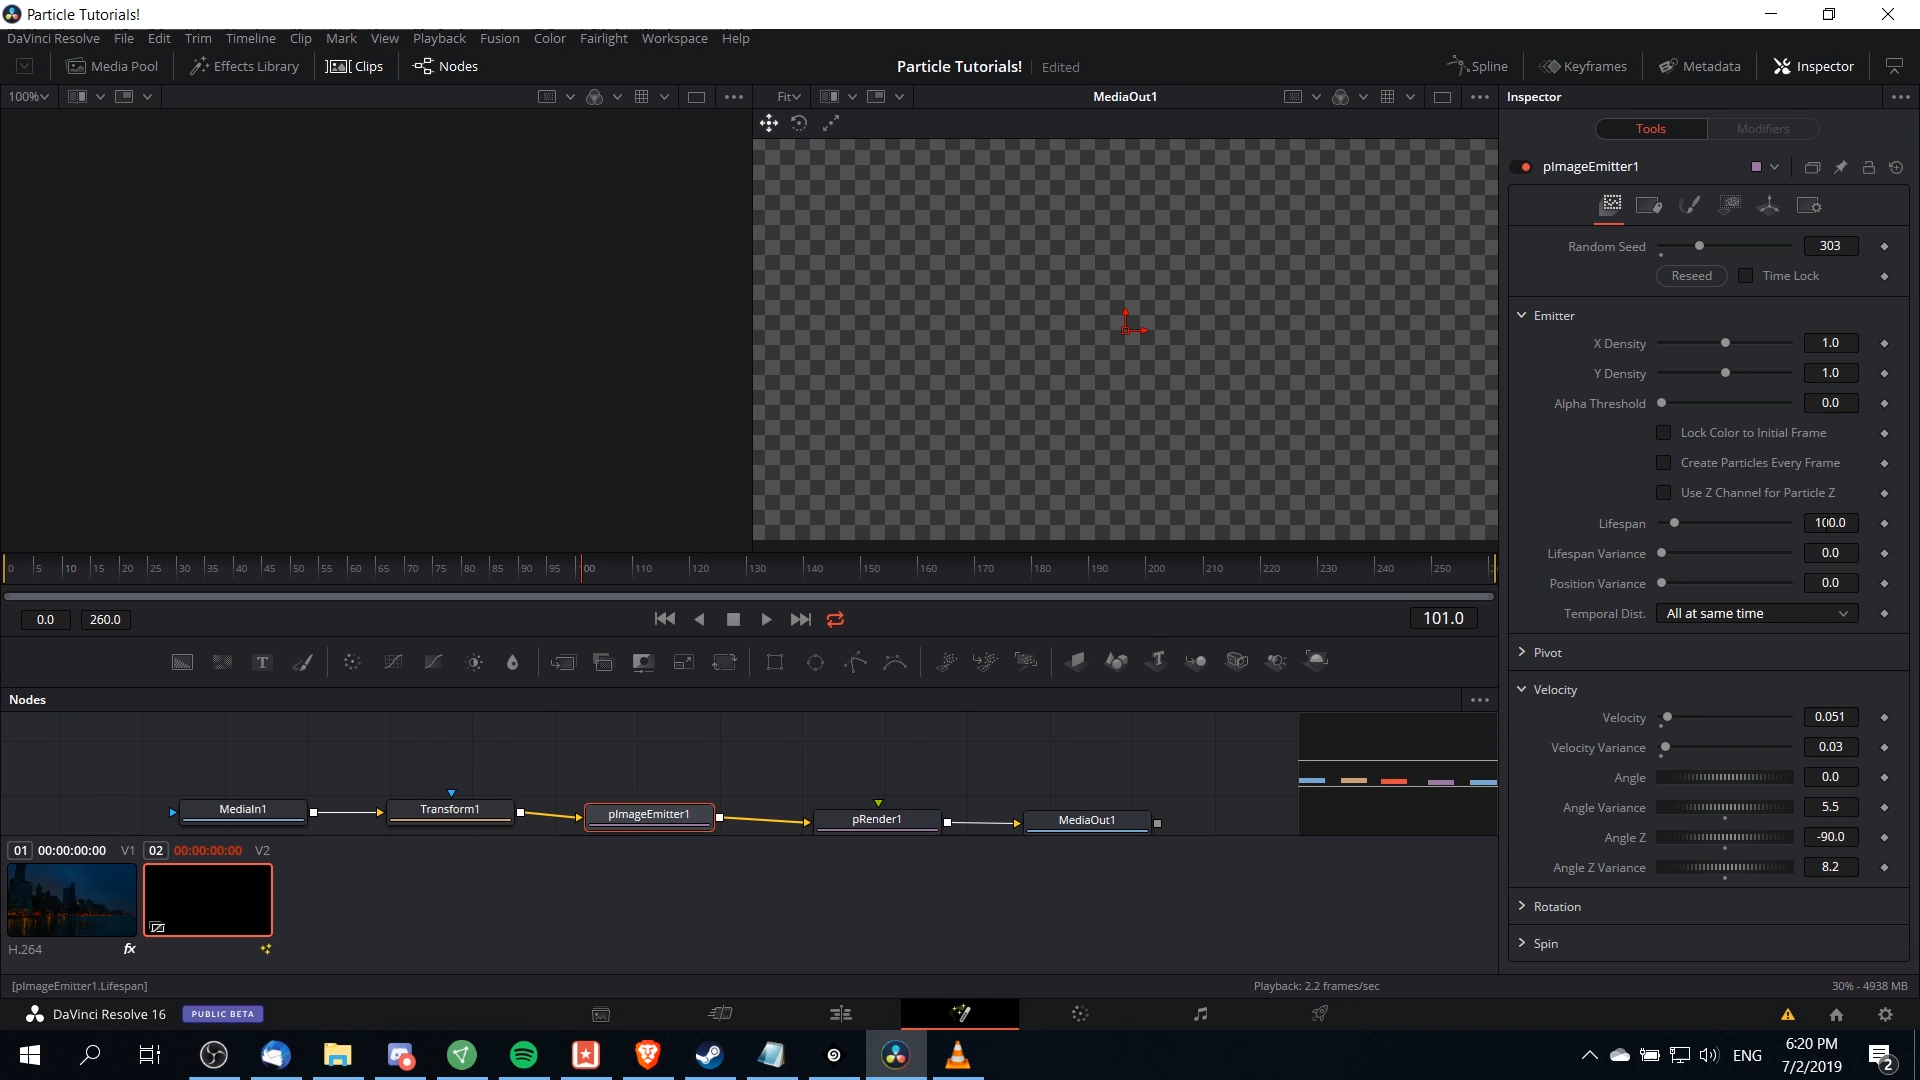 Particle Tutorials!
DaVinci Resolve File Edit Trim Timeline Clip Mark View Playback Fusion Color Fairlight Workspace Help
Media Pool Effects Library Clips Nodes Particle Tutorials! Edited Spline Keyframes Metadata Inspector
100% Fit MediaOut1 Inspector
Tools Modifiers
pImageEmitter1
Random Seed 303
Reseed Time Lock
Emitter
X Density 1.0
Y Density 1.0
Alpha Threshold 0.0
Lock Color to Initial Frame
Create Particles Every Frame
Use Z Channel for Particle Z
Lifespan 100.0
Lifespan Variance 0.0
Position Variance 0.0
Temporal Dist. All at same time
Pivot
Velocity
Velocity 0.051
Velocity Variance 0.03
Angle 0.0
Angle Variance 5.5
Angle Z -90.0
Angle Z Variance 8.2
Rotation
Spin
0 5 10 15 20 25 30 35 40 45 50 55 60 65 70 75 80 85 90 95 00 110 120 130 140 150 160 170 180 190 200 210 220 230 240 250
0.0 260.0 101.0
T
Nodes
MediaIn1 Transform1 pImageEmitter1 pRender1 MediaOut1
01 00:00:00:00 V1 02 00:00:00:00 V2
H.264 fx
[pImageEmitter1.Lifespan] Playback: 2.2 frames/sec 30% - 4938 MB
DaVinci Resolve 16 PUBLIC BETA
ENG 6:20 PM
7/2/2019 2